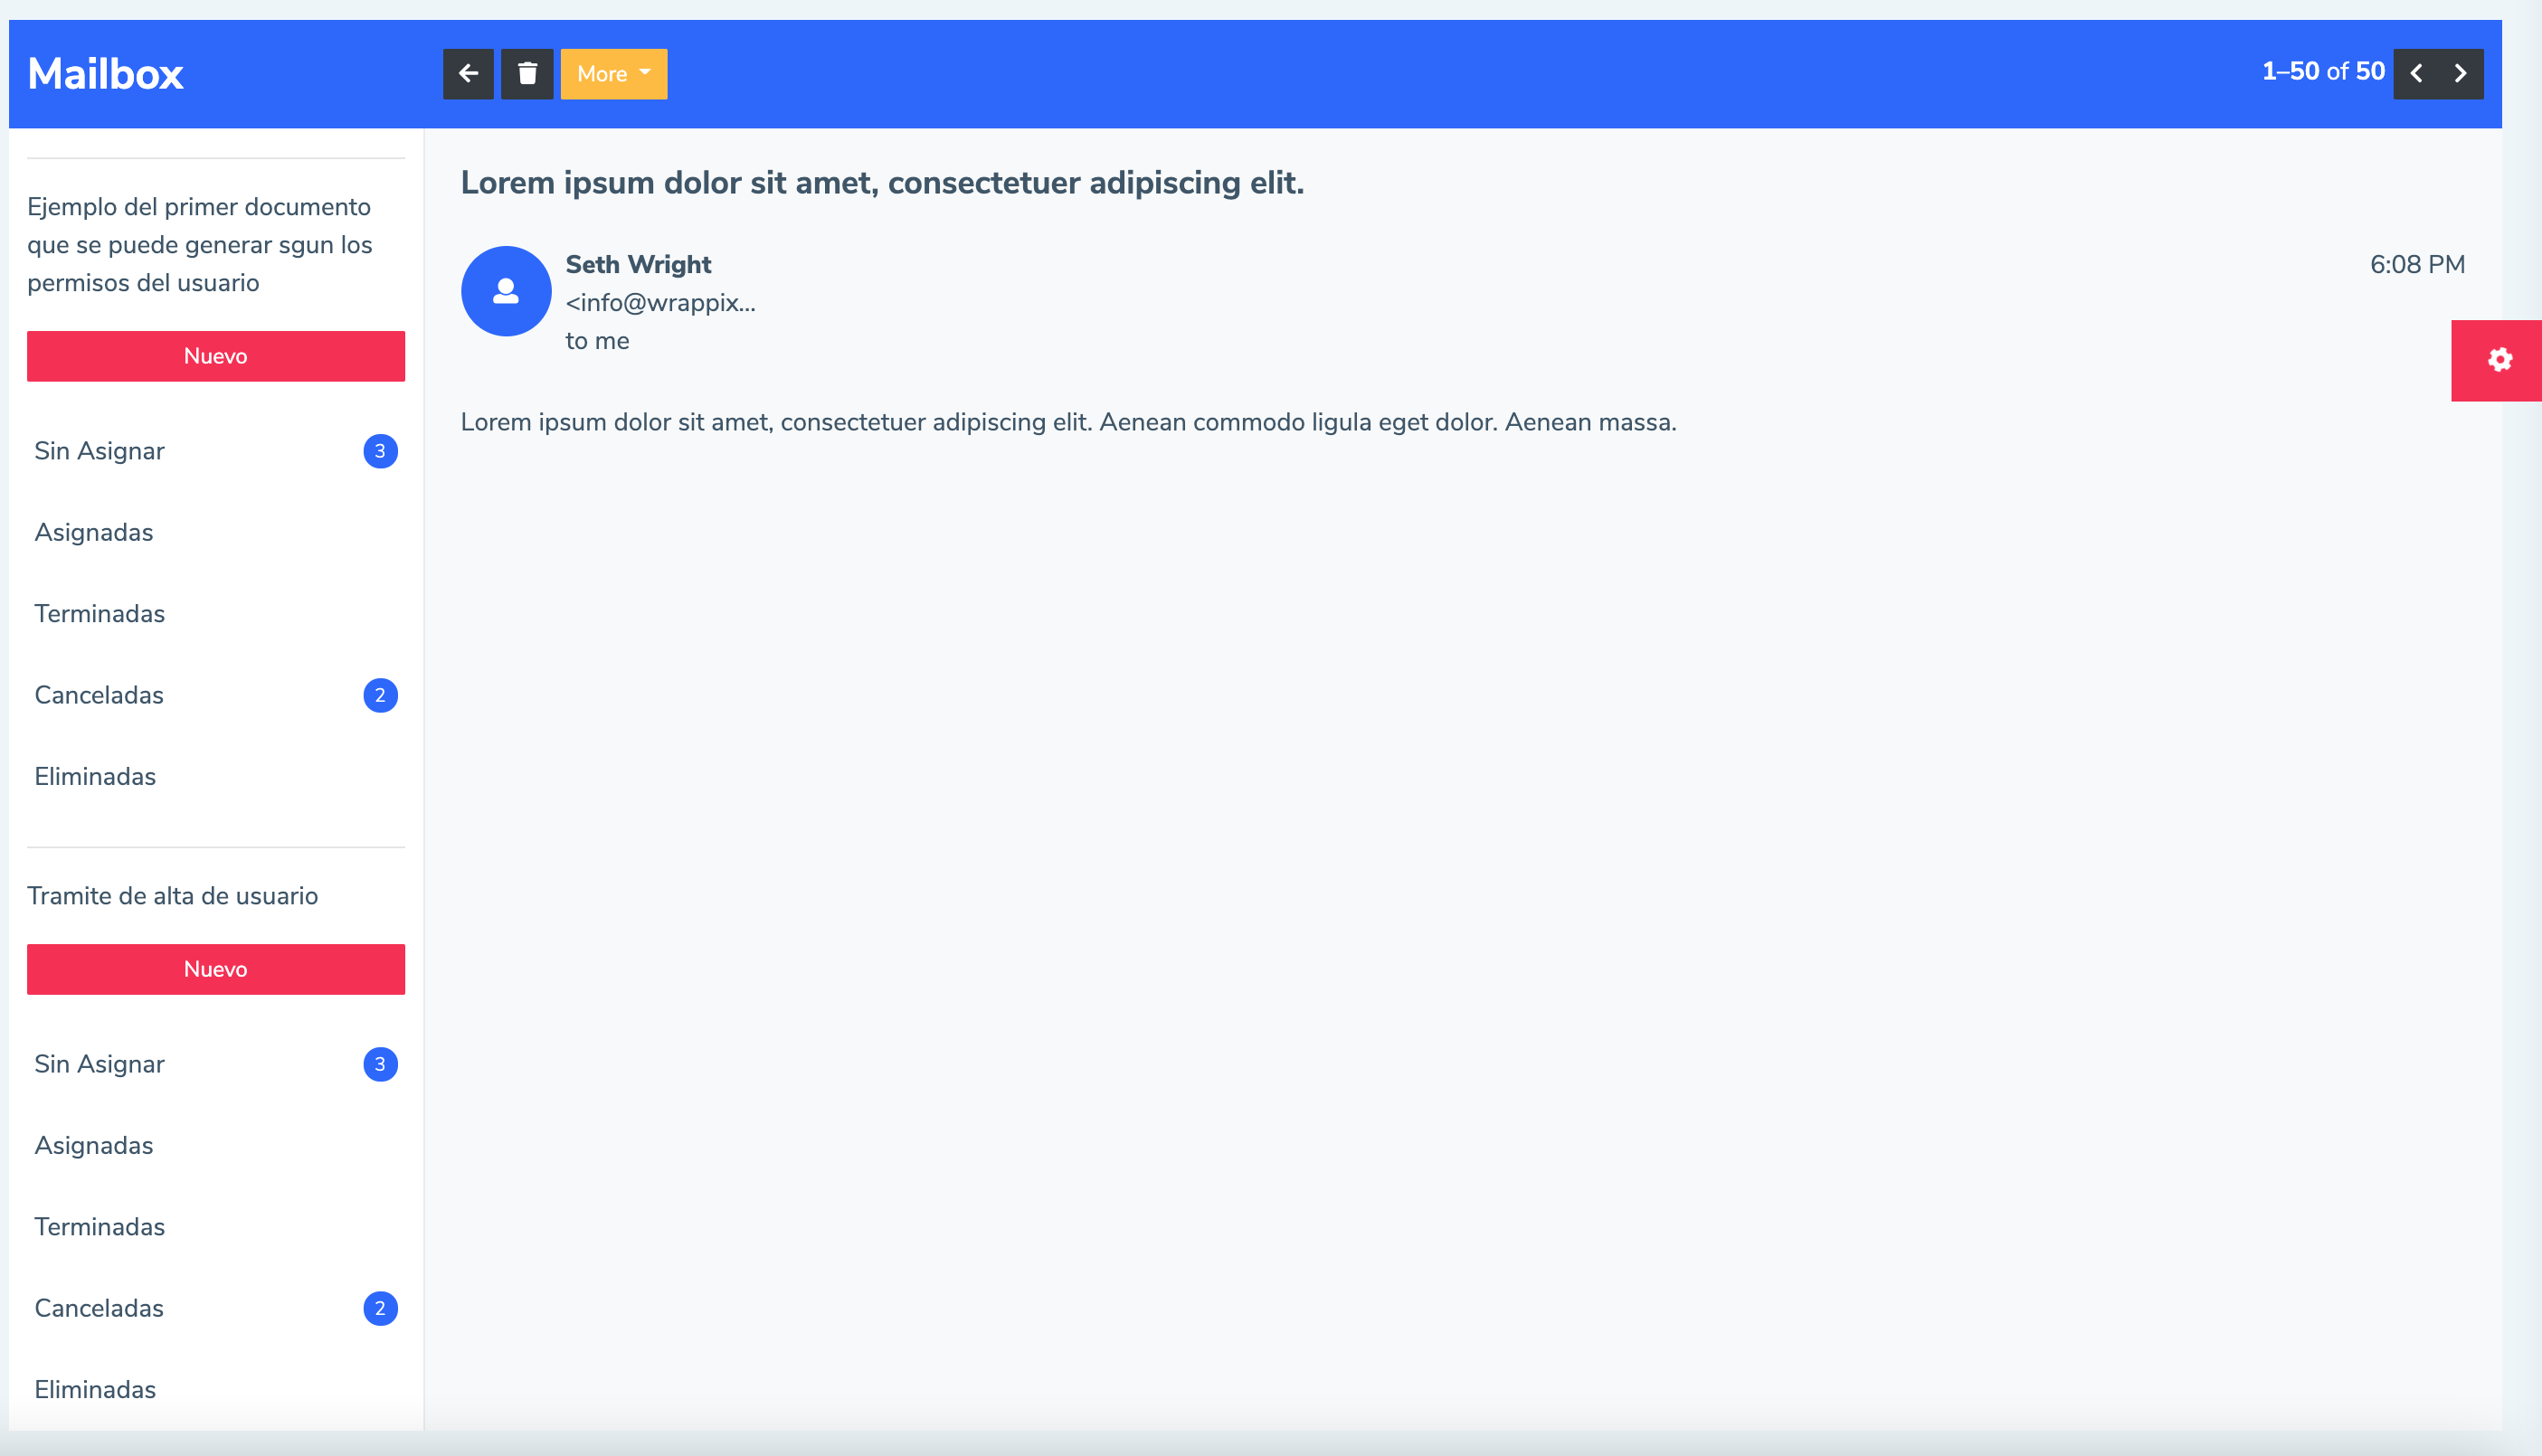 Mailbox
More
1–50 of 50
Ejemplo del primer documento
que se puede generar sgun los
permisos del usuario
Nuevo
Sin Asignar 3
Asignadas
Terminadas
Canceladas 2
Eliminadas
Tramite de alta de usuario
Nuevo
Sin Asignar 3
Asignadas
Terminadas
Canceladas 2
Eliminadas
Lorem ipsum dolor sit amet, consectetuer adipiscing elit.
Seth Wright
6:08 PM
<info@wrappix...
to me
Lorem ipsum dolor sit amet, consectetuer adipiscing elit. Aenean commodo ligula eget dolor. Aenean massa.